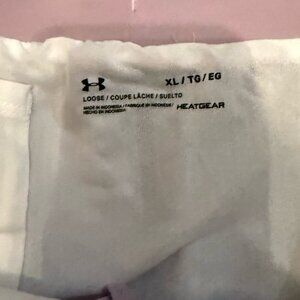 XL / TG / EG
LOOSE / COUPE LÂCHE / SUELTO
MADE IN INDONESIA / FABRIQUÉ EN INDONÉSIE /
HECHO EN INDONESIA
HEATGEAR